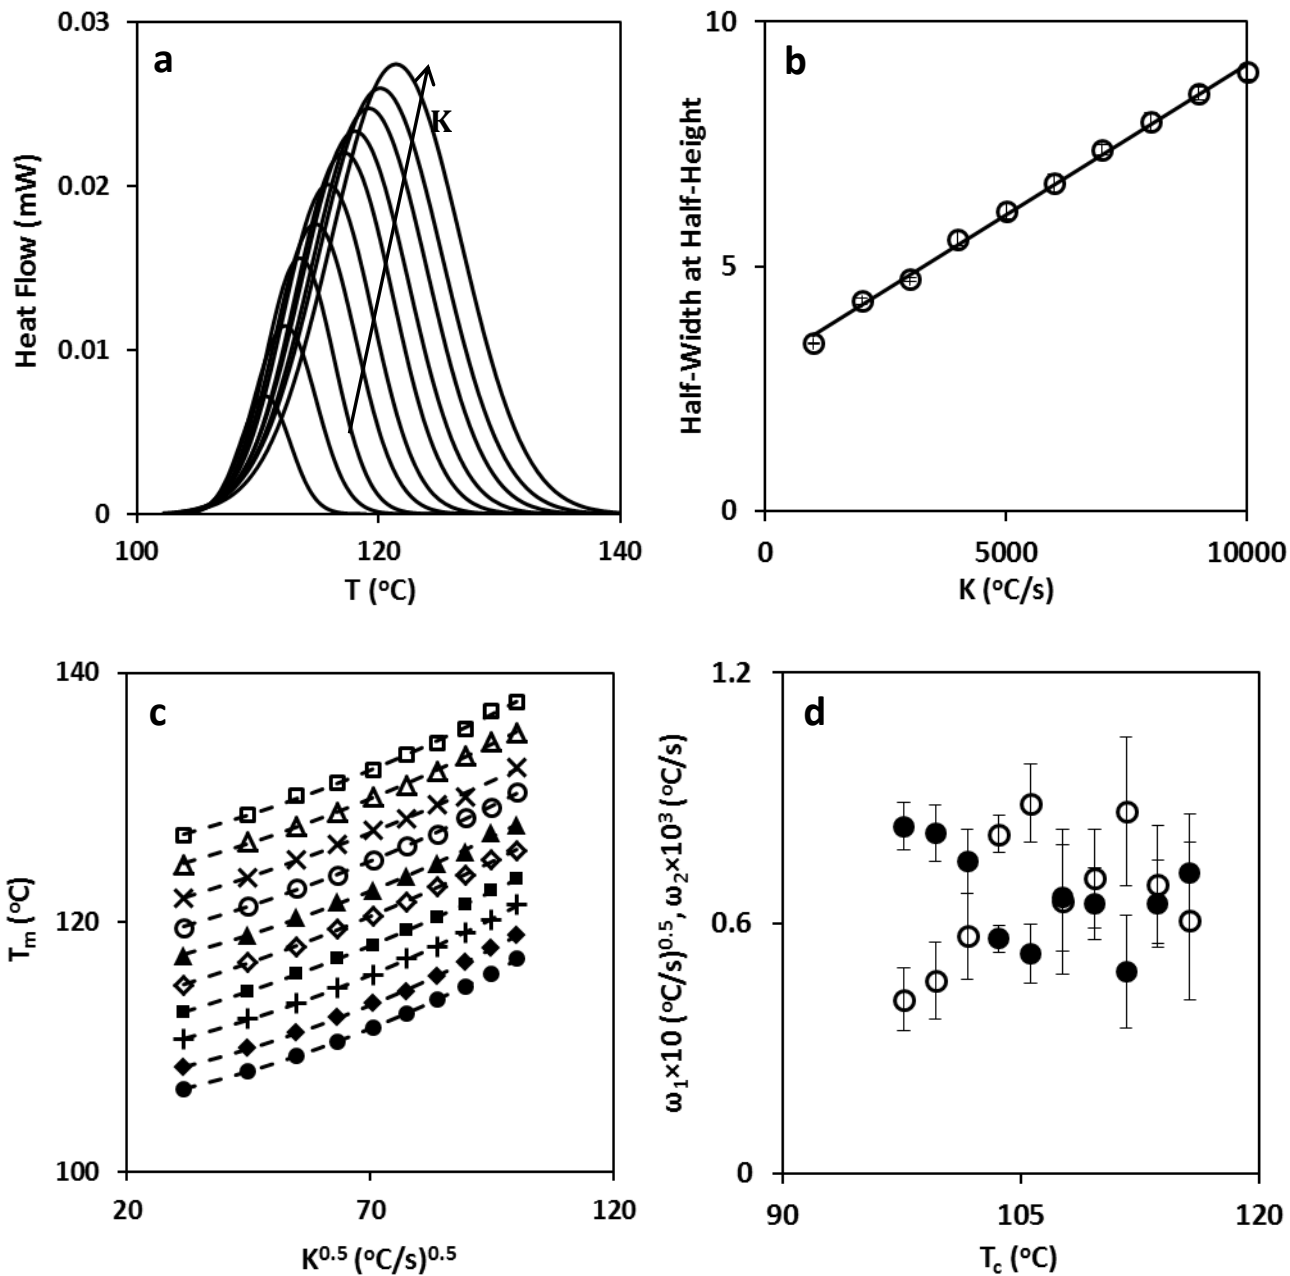 a
0.03
0.02
0.01
0
Heat Flow (mW)
K
100
120
140
T (°C)
b
10
5
0
Half-Width at Half-Height
0
5000
10000
K (°C/s)
c
140
120
100
Tₘ (°C)
20
70
120
K⁰·⁵ (°C/s)⁰·⁵
d
1.2
0.6
0
ω₁×10 (°C/s)⁰·⁵, ω₂×10³ (°C/s)
90
105
120
T꜀ (°C)